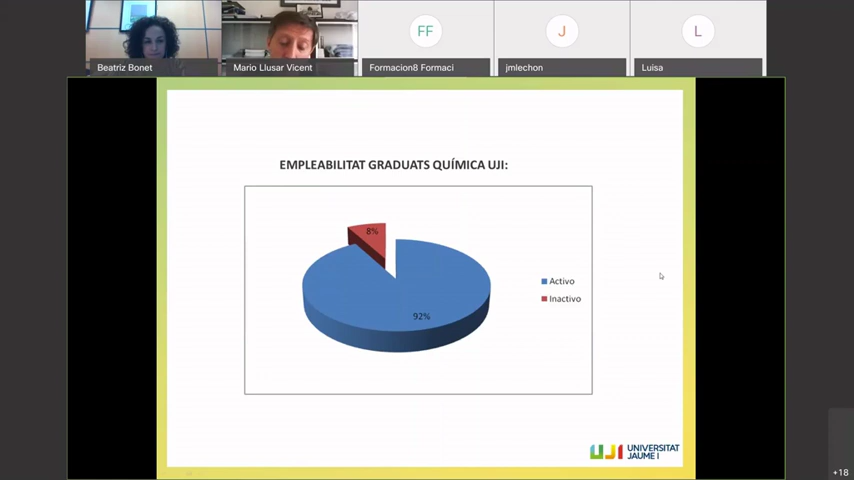 Beatriz Bonet
Mario Llusar Vicent
FF
Formacion8 Formaci
J
jmlechon
L
Luisa
EMPLEABILITAT GRADUATS QUÍMICA UJI:
8%
92%
Activo
Inactivo
UJI UNIVERSITAT
JAUME I
+18